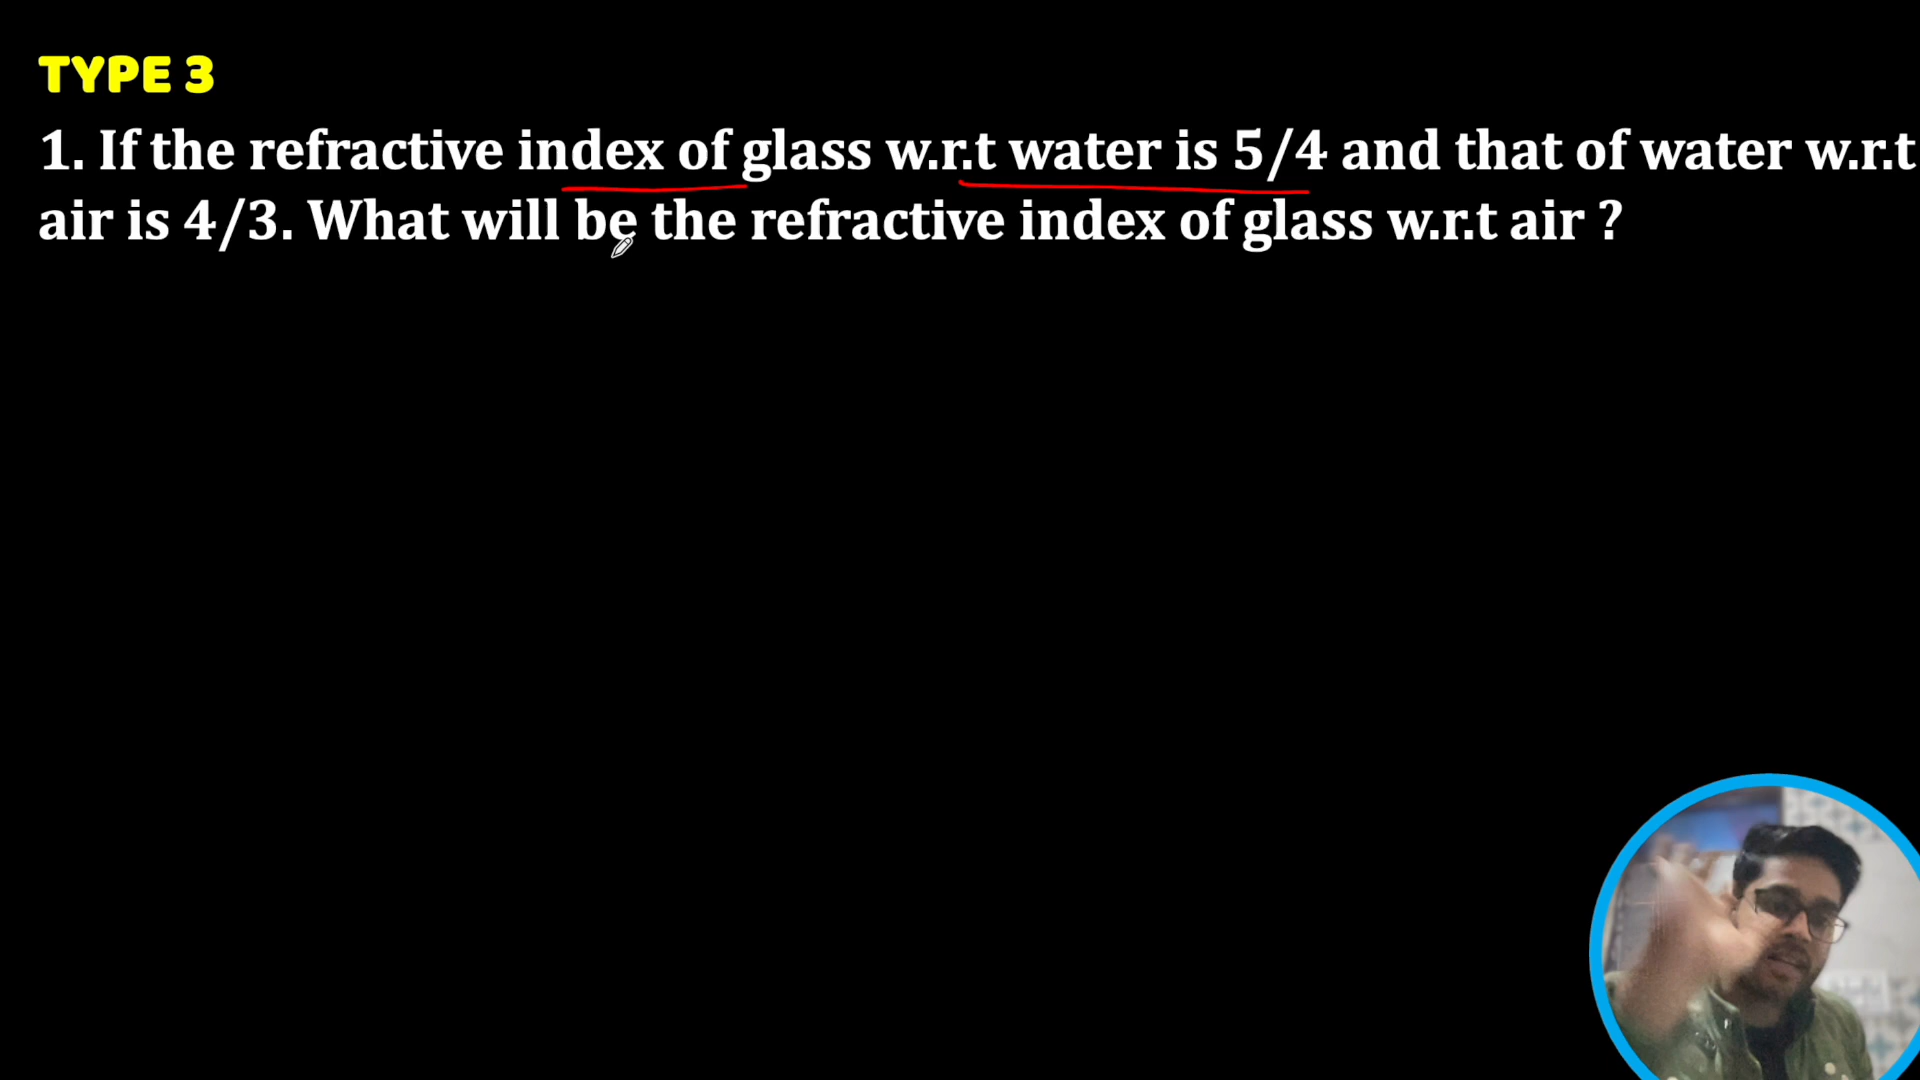 TYPE 3
1. If the refractive index of glass w.r.t water is 5/4 and that of water w.r.t
air is 4/3. What will be the refractive index of glass w.r.t air ?